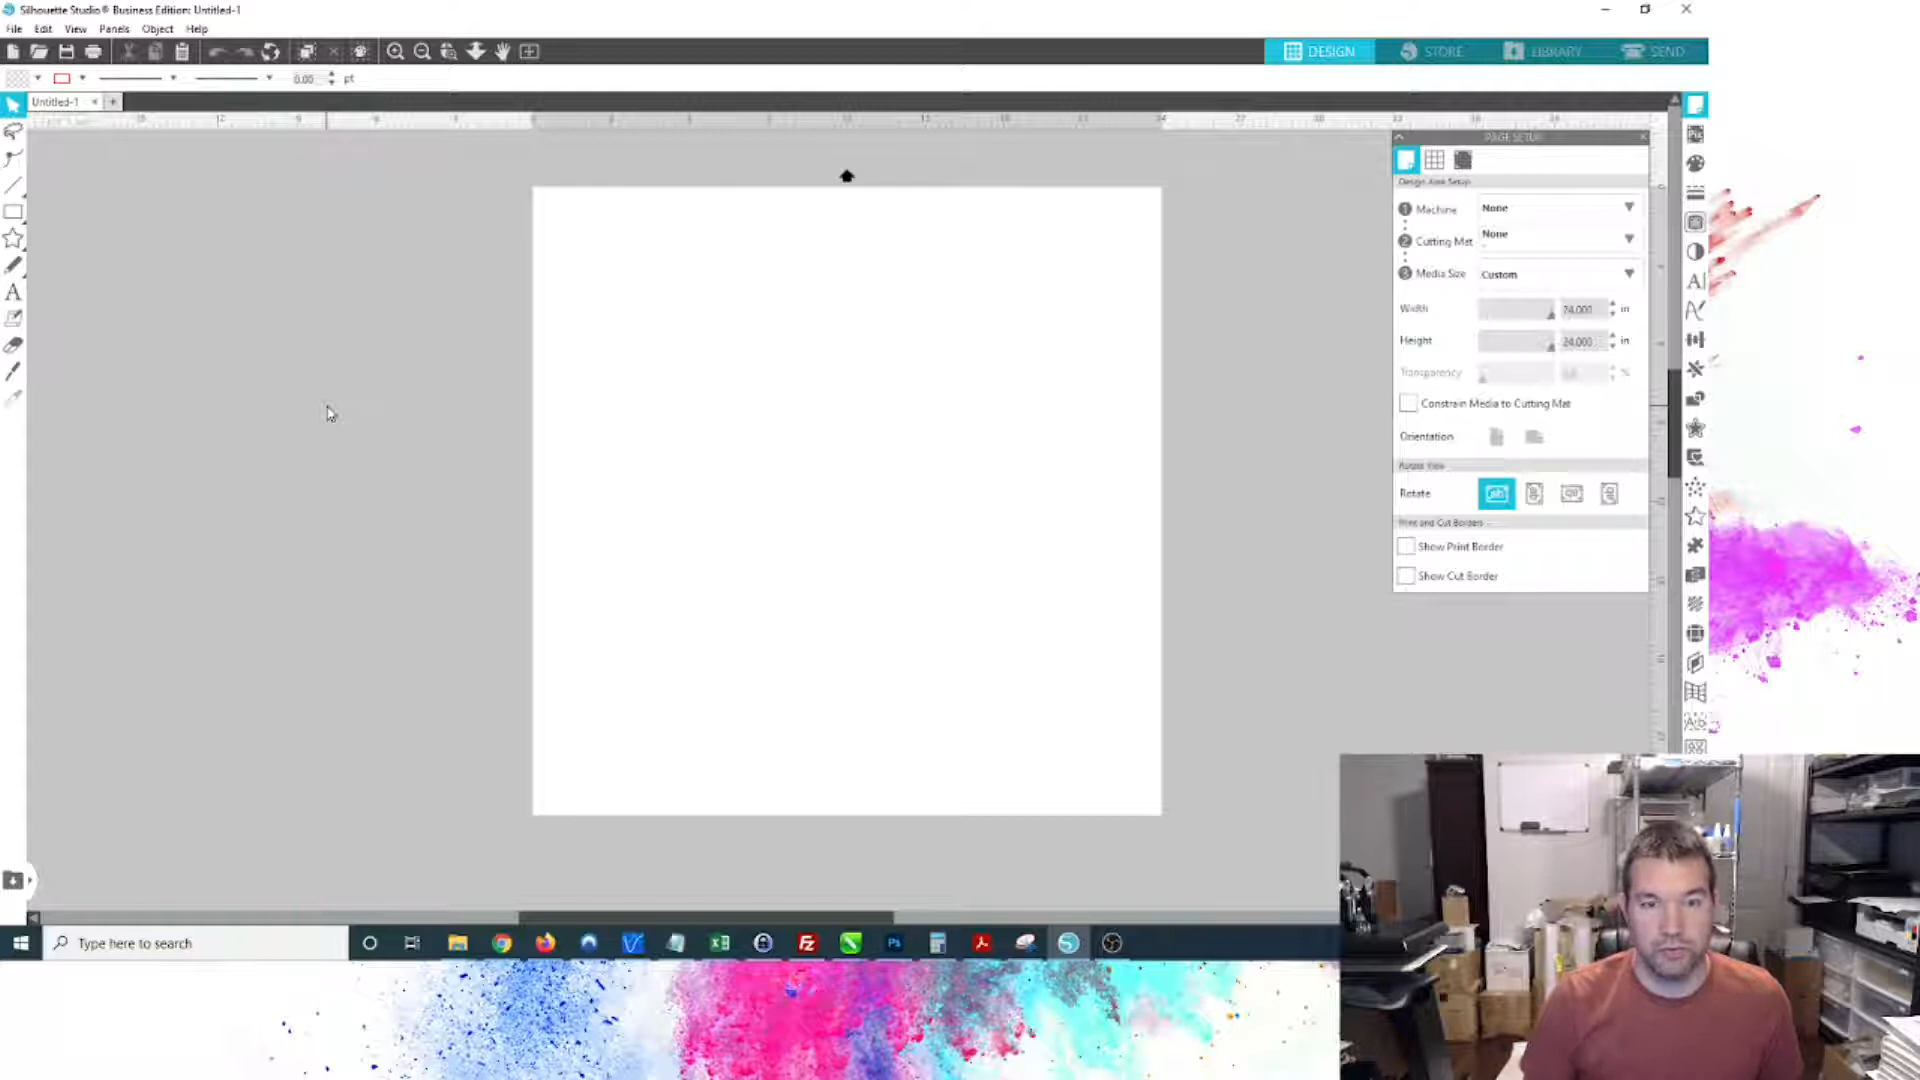 Silhouette Studio® Business Edition: Untitled-1
File Edit View Panels Object Help
DESIGN STORE LIBRARY SEND
0.00 pt
Untitled-1
PAGE SETUP
Design Area Setup
1 Machine None
2 Cutting Mat None
3 Media Size Custom
Width 24.000 in
Height 24.000 in
Transparency %
Constrain Media to Cutting Mat
Orientation
Rotate View
Rotate
Print and Cut Borders
Show Print Border
Show Cut Border
Type here to search